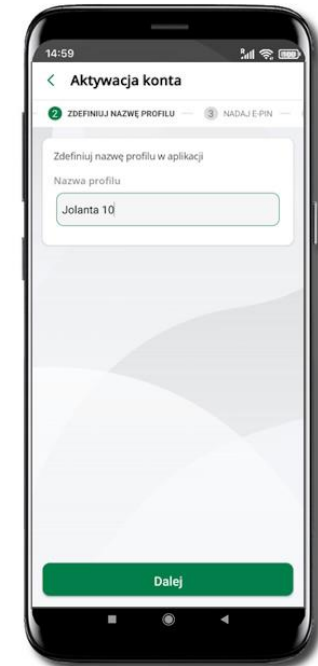 14:59
Aktywacja konta
2 ZDEFINIUJ NAZWĘ PROFILU 3 NADAJ E-PIN
Zdefiniuj nazwę profilu w aplikacji
Nazwa profilu
Jolanta 10
Dalej